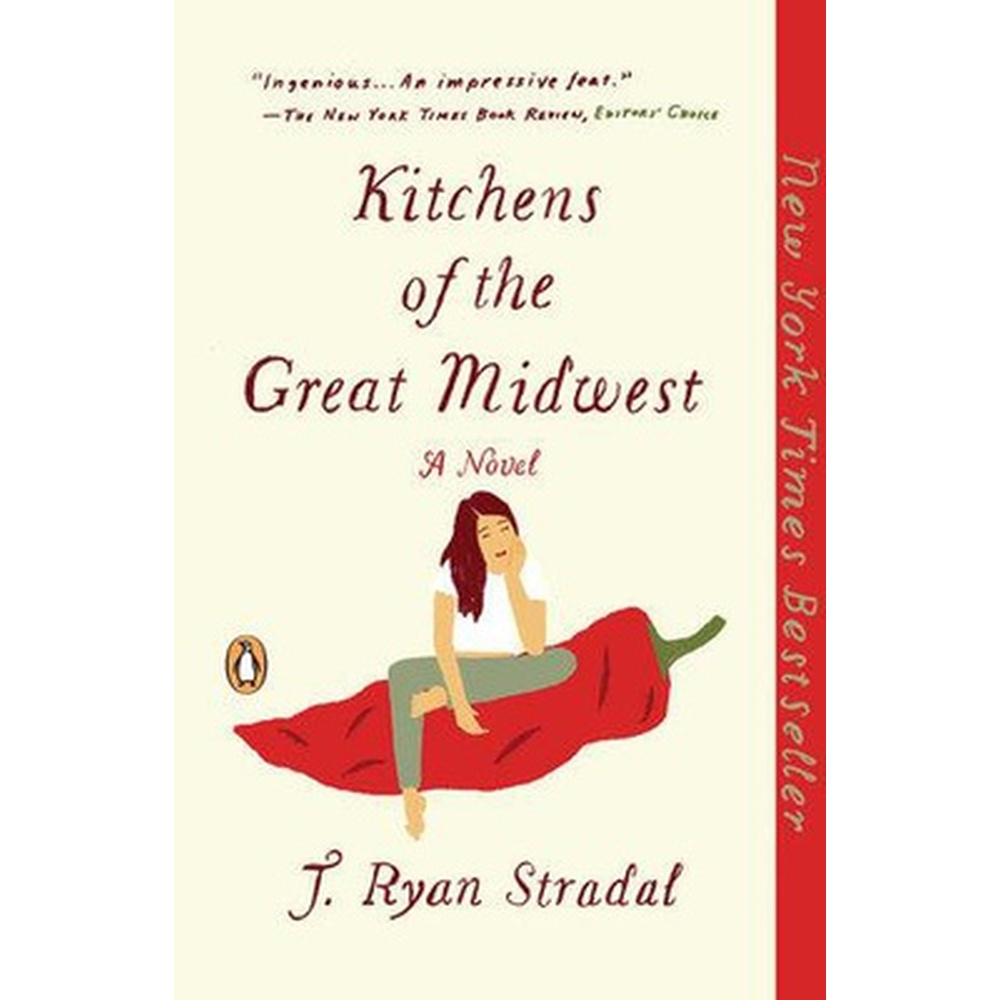 "Ingenious... An impressive feat."
—The New York Times Book Review, Editors' Choice
Kitchens
of the
Great Midwest
A Novel
J. Ryan Stradal
New York Times Bestseller